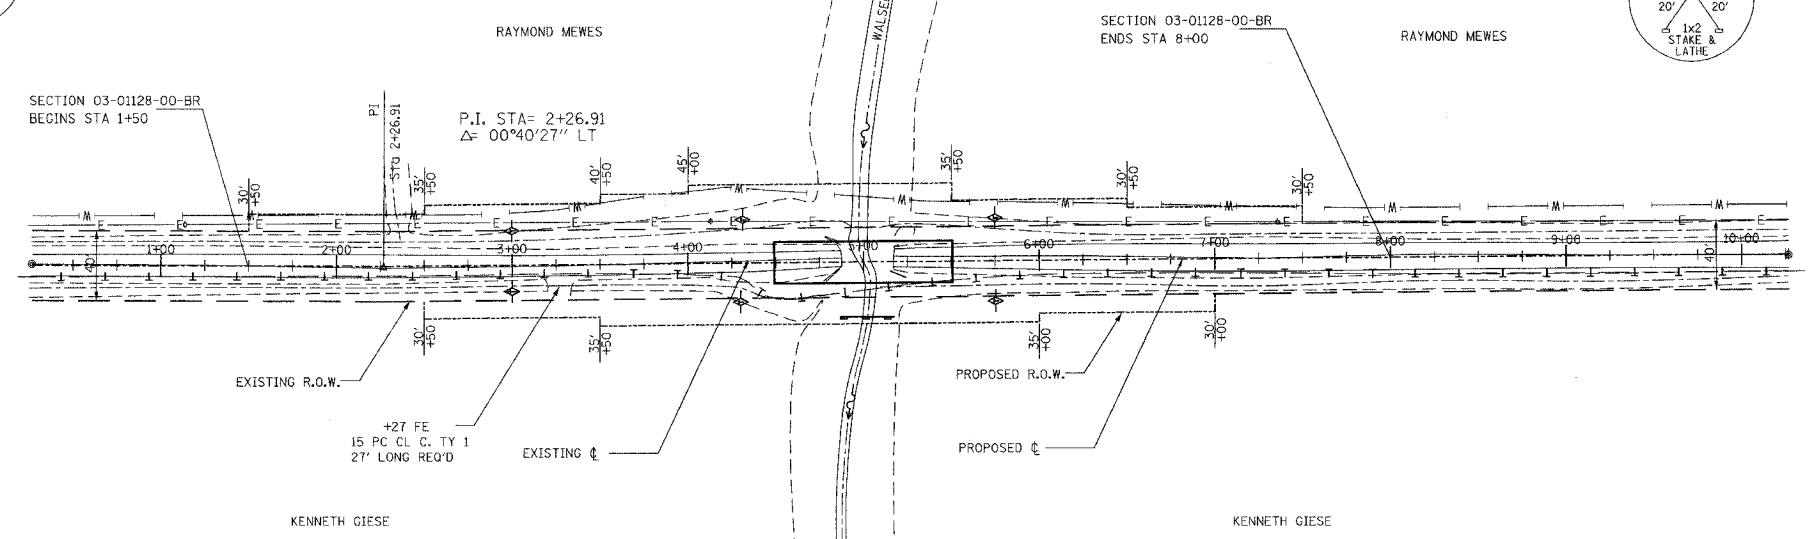 RAYMOND MEWES
SECTION 03-01128-00-BR
ENDS STA 8+00
RAYMOND MEWES
20' 20'
1x2
STAKE &
LATHE
SECTION 03-01128-00-BR
BEGINS STA 1+50
PI
Sta 2+26.91
P.I. STA= 2+26.91
Δ= 00°40'27" LT
30'
+50
35'
+50
40'
+50
45'
+00
35'
+50
30'
+50
30'
+50
M M M M M M M M M M M M
E E E E E E E E E E E E E E E E E E E E E
40'
1+00 2+00 3+00 4+00 5+00 6+00 7+00 8+00 9+00 10+00
40'
30'
+50
35'
+50
35'
+00
30'
+00
EXISTING R.O.W.
PROPOSED R.O.W.
+27 FE
15 PC CL C. TY 1
27' LONG REQ'D
EXISTING ℄
PROPOSED ℄
KENNETH GIESE
KENNETH GIESE